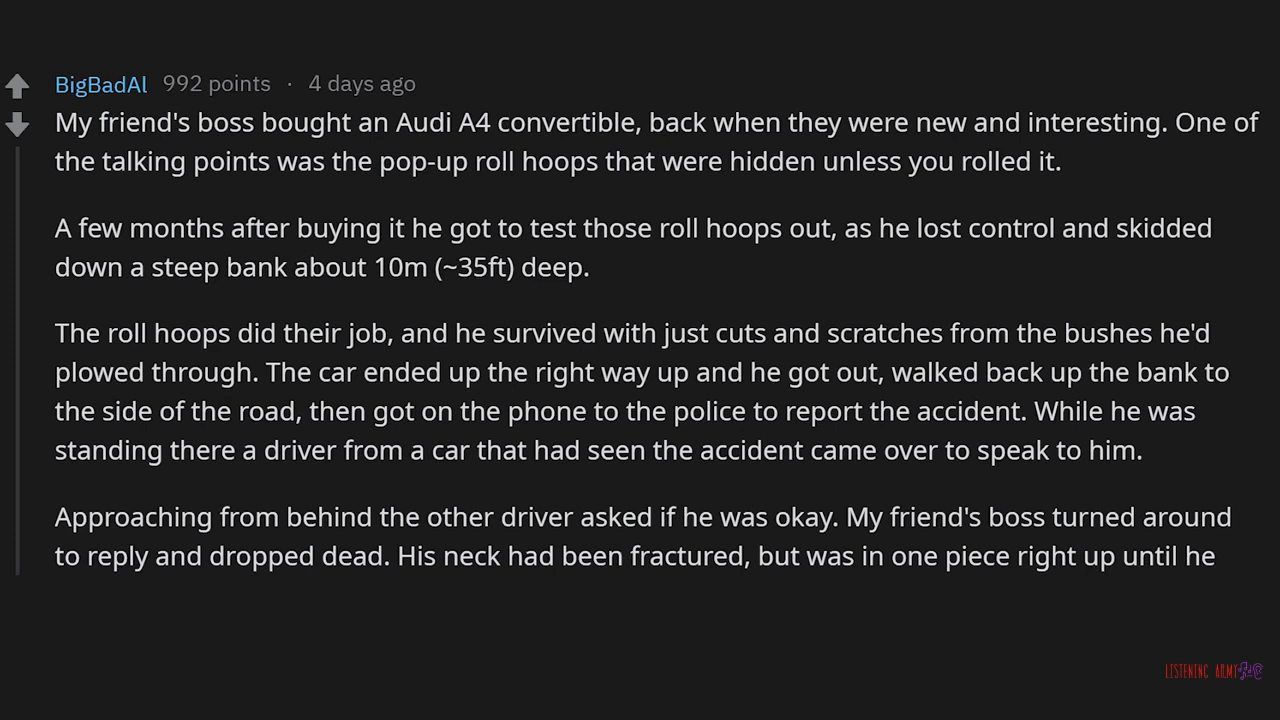 BigBadAl 992 points · 4 days ago
My friend's boss bought an Audi A4 convertible, back when they were new and interesting. One of
the talking points was the pop-up roll hoops that were hidden unless you rolled it.
A few months after buying it he got to test those roll hoops out, as he lost control and skidded
down a steep bank about 10m (~35ft) deep.
The roll hoops did their job, and he survived with just cuts and scratches from the bushes he'd
plowed through. The car ended up the right way up and he got out, walked back up the bank to
the side of the road, then got on the phone to the police to report the accident. While he was
standing there a driver from a car that had seen the accident came over to speak to him.
Approaching from behind the other driver asked if he was okay. My friend's boss turned around
to reply and dropped dead. His neck had been fractured, but was in one piece right up until he
LISTENING ARMY